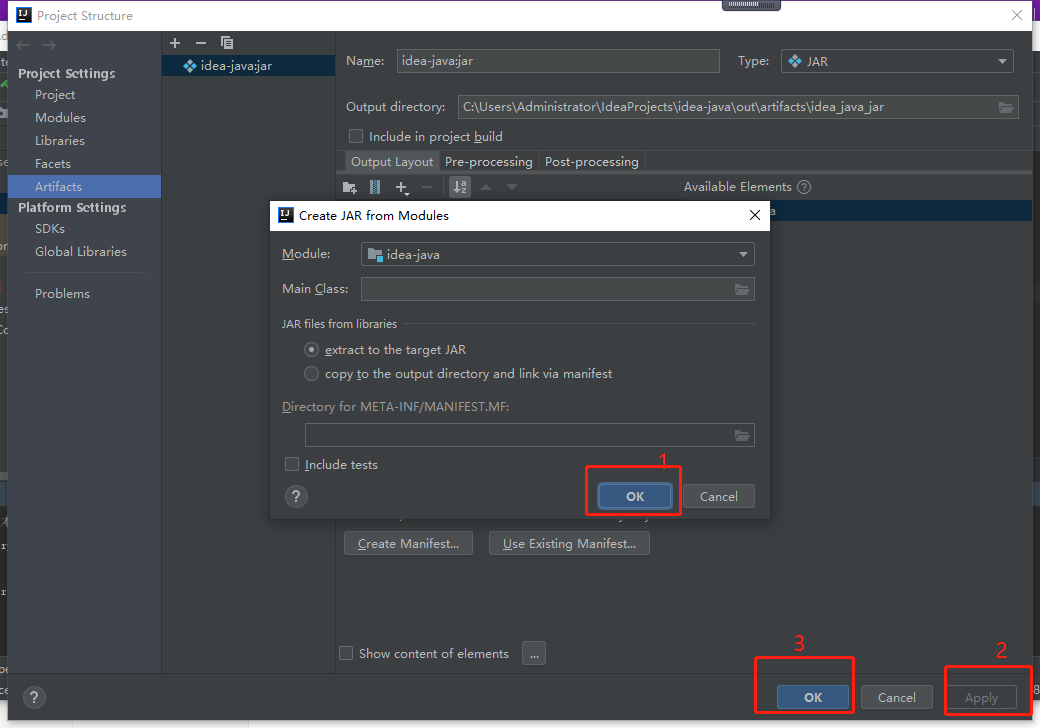 Project Structure
Project Settings
Project
Modules
Libraries
Facets
Artifacts
Platform Settings
SDKs
Global Libraries
Problems
idea-java:jar
Name: idea-java:jar Type: JAR
Output directory: C:\Users\Administrator\IdeaProjects\idea-java\out\artifacts\idea_java_jar
Include in project build
Output Layout Pre-processing Post-processing
Available Elements ?
Create JAR from Modules
Module: idea-java
Main Class:
JAR files from libraries
extract to the target JAR
copy to the output directory and link via manifest
Directory for META-INF/MANIFEST.MF:
Include tests
1
? OK Cancel
Create Manifest... Use Existing Manifest...
Show content of elements ...
3 2
? OK Cancel Apply